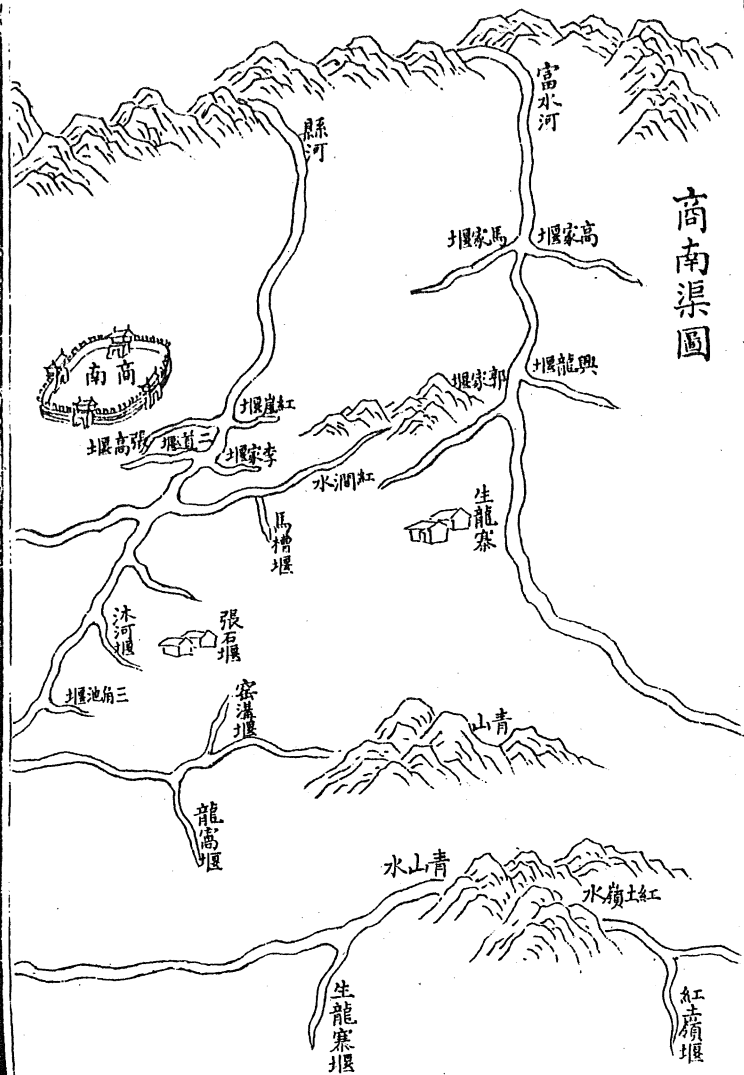 商南渠圖
富水河
高家堰
馬家堰
興龍堰
郭家堰
生龍寨
縣河
紅崖堰
李家堰
紅澗水
馬槽堰
商南
二道堰
張高堰
張石堰
沐河堰
三角池堰
窑溝堰
龍窩堰
青山
青山水
紅土嶺水
紅土嶺堰
生龍寨堰